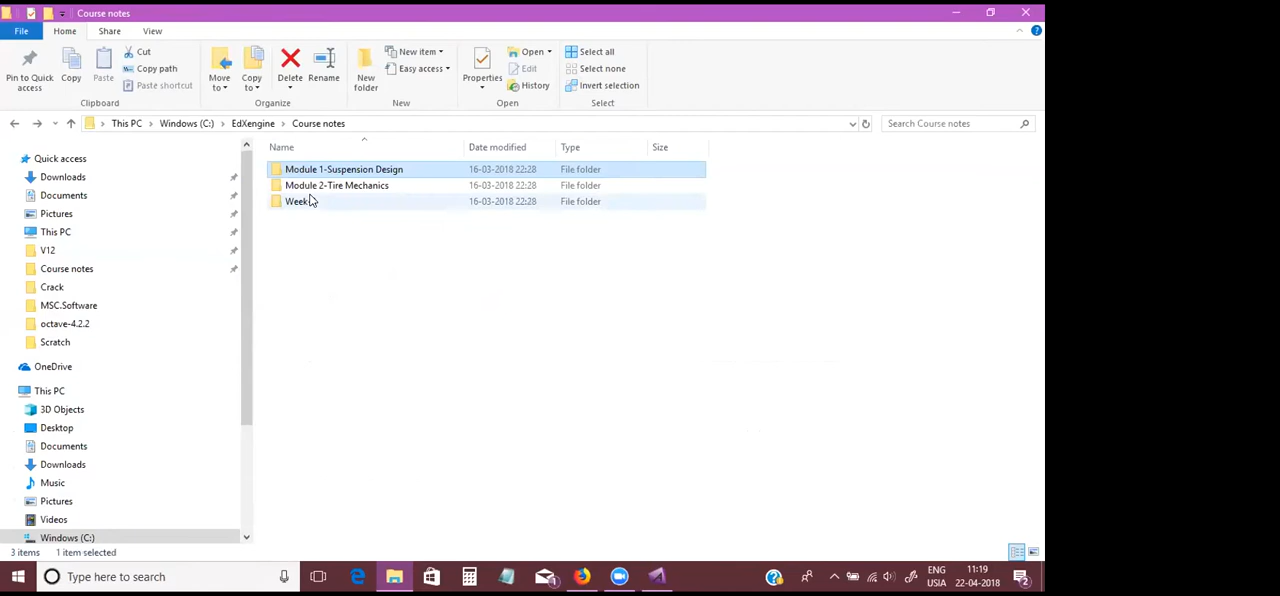 Course notes
File Home Share View
Pin to Quick access
Copy
Paste
Cut
Copy path
Paste shortcut
Clipboard
Move to
Copy to
Delete
Rename
Organize
New folder
New item
Easy access
New
Properties
Open
Edit
History
Open
Select all
Select none
Invert selection
Select
This PC > Windows (C:) > EdXengine > Course notes
Search Course notes
Name Date modified Type Size
Module 1-Suspension Design 16-03-2018 22:28 File folder
Module 2-Tire Mechanics 16-03-2018 22:28 File folder
Week 16-03-2018 22:28 File folder
Quick access
Downloads
Documents
Pictures
This PC
V12
Course notes
Crack
MSC.Software
octave-4.2.2
Scratch
OneDrive
This PC
3D Objects
Desktop
Documents
Downloads
Music
Pictures
Videos
Windows (C:)
3 items 1 item selected
Type here to search
ENG
USIA
11:19
22-04-2018
2